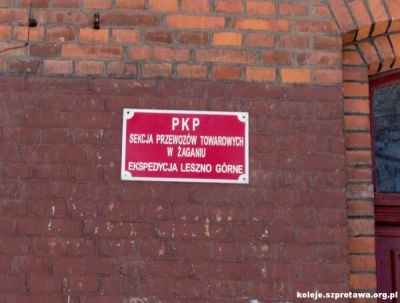 PKP
SEKCJA PRZEWOZÓW TOWAROWYCH
W ŻAGANIU
EKSPEDYCJA LESZNO GÓRNE
koleje.szprotawa.org.pl